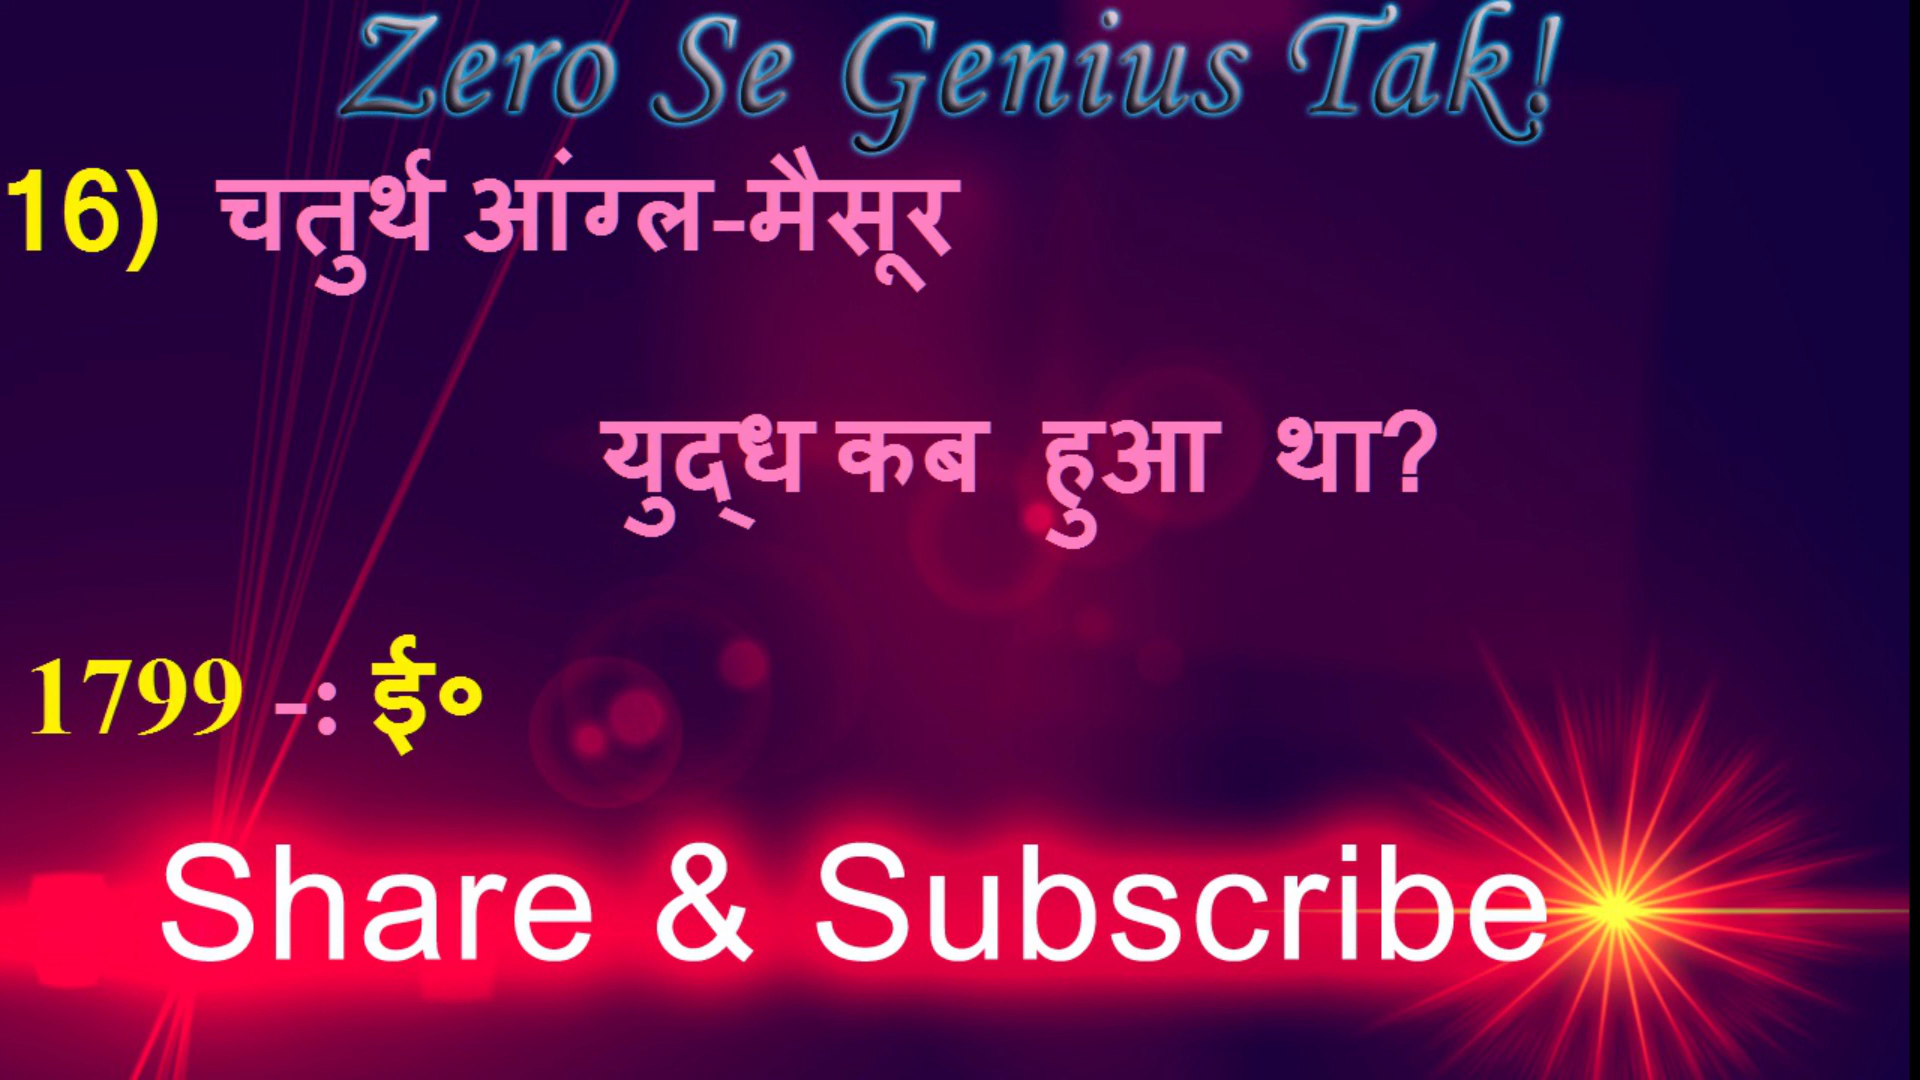 Zero Se Genius Tak!
16) चतुर्थ आंग्ल-मैसूर
युद्ध कब हुआ था?
1799 -: ई०
Share & Subscribe